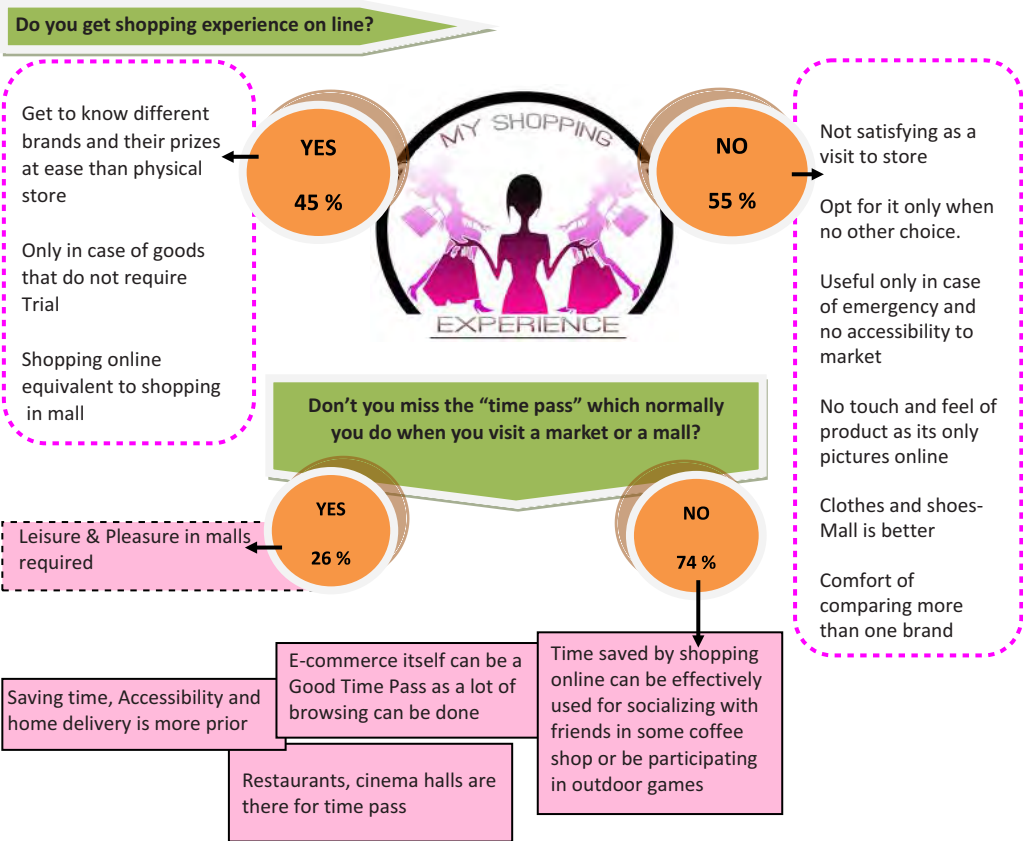 Do you get shopping experience on line?
Get to know different
brands and their prizes
at ease than physical
store
Only in case of goods
that do not require
Trial
Shopping online
equivalent to shopping
in mall
YES
45 %
MY SHOPPING
EXPERIENCE
NO
55 %
Not satisfying as a
visit to store
Opt for it only when
no other choice.
Useful only in case
of emergency and
no accessibility to
market
No touch and feel of
product as its only
pictures online
Clothes and shoes-
Mall is better
Comfort of
comparing more
than one brand
Don’t you miss the “time pass” which normally
you do when you visit a market or a mall?
YES
26 %
Leisure & Pleasure in malls
required
NO
74 %
Saving time, Accessibility and
home delivery is more prior
E-commerce itself can be a
Good Time Pass as a lot of
browsing can be done
Restaurants, cinema halls are
there for time pass
Time saved by shopping
online can be effectively
used for socializing with
friends in some coffee
shop or be participating
in outdoor games